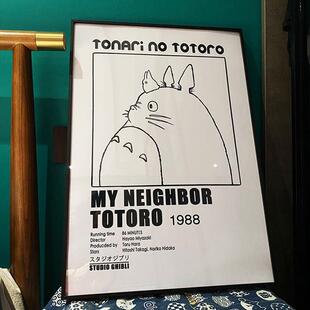 tonari no totoro
MY NEIGHBOR
TOTORO 1988
Running time 86 MINUTES
Director Hayao Miyazaki
Producded by Toru Hara
Stars Hitoshi Takagi, Noriko Hidaka
スタジオジブリ
STUDIO GHIBLI